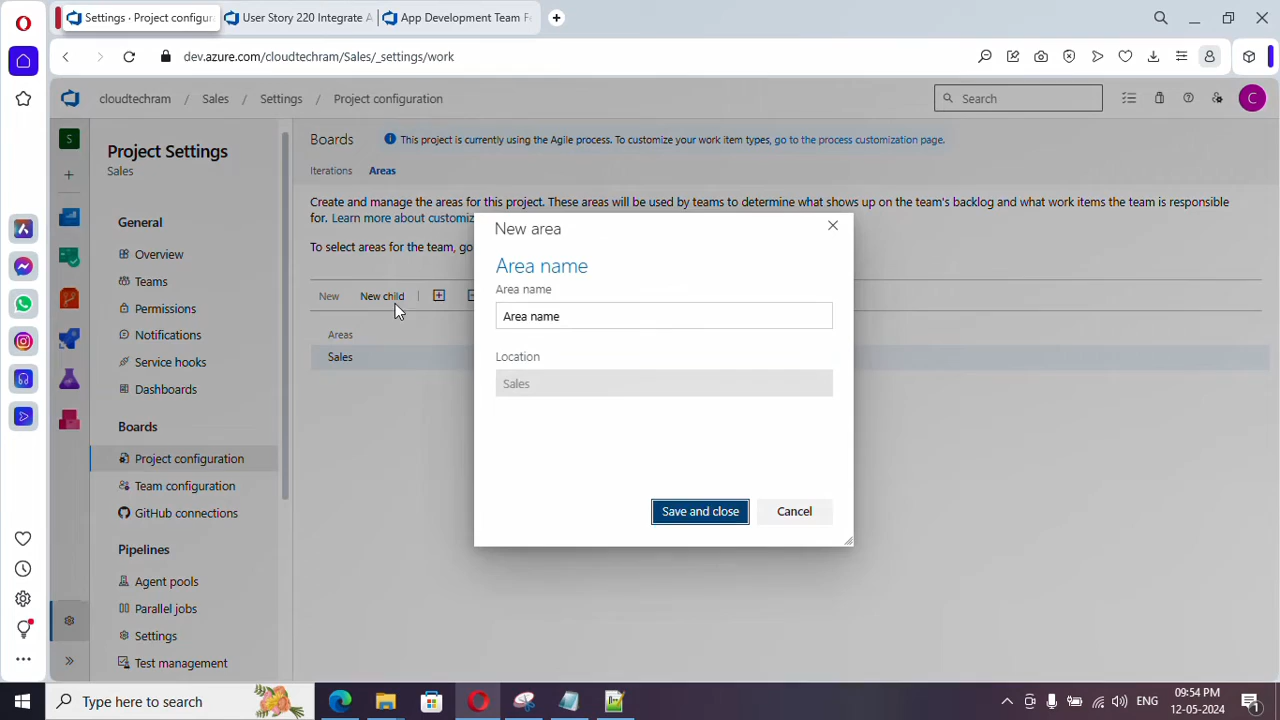 Settings · Project configur
User Story 220 Integrate A
App Development Team F
dev.azure.com/cloudtechram/Sales/_settings/work
cloudtechram / Sales / Settings / Project configuration
Search
C
S
Project Settings
Sales
General
Overview
Teams
Permissions
Notifications
Service hooks
Dashboards
Boards
Project configuration
Team configuration
GitHub connections
Pipelines
Agent pools
Parallel jobs
Settings
Test management
Boards
This project is currently using the Agile process. To customize your work item types, go to the process customization page.
Iterations
Areas
Create and manage the areas for this project. These areas will be used by teams to determine what shows up on the team's backlog and what work items the team is responsible
for. Learn more about customiz
To select areas for the team, go
New
New child
Areas
Sales
New area
Area name
Area name
Area name
Location
Sales
Save and close
Cancel
Type here to search
ENG
09:54 PM
12-05-2024
1